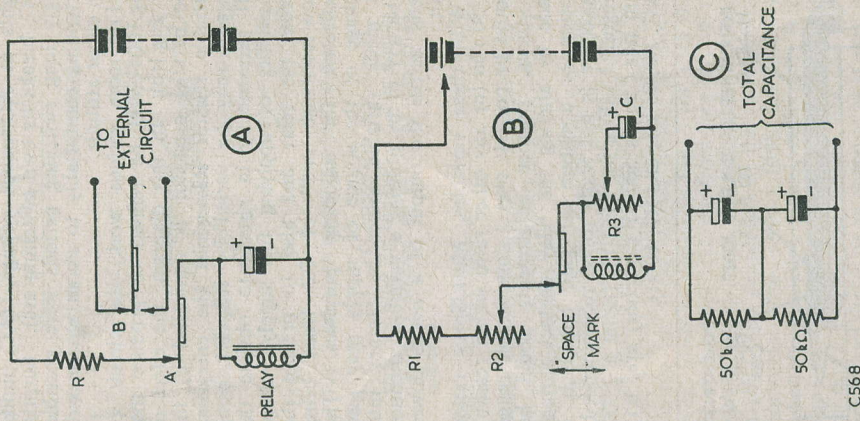 R
B
TO
EXTERNAL
CIRCUIT
A
A
+
-
RELAY
R1
R2
B
"SPACE
"MARK
R3
+
C
-
C
TOTAL
CAPACITANCE
+
-
+
-
50kΩ
50kΩ
C568